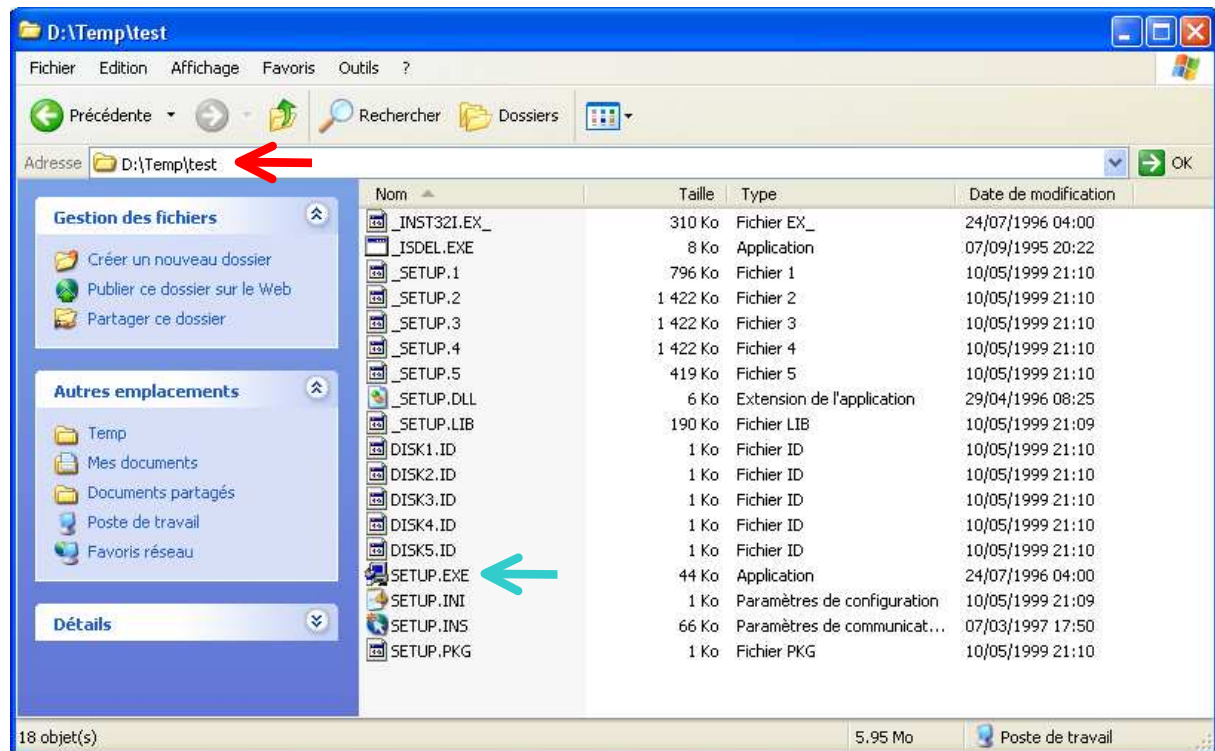 D:\Temp\test
Fichier Edition Affichage Favoris Outils ?
Précédente Rechercher Dossiers
Adresse D:\Temp\test OK
Gestion des fichiers
Créer un nouveau dossier
Publier ce dossier sur le Web
Partager ce dossier
Autres emplacements
Temp
Mes documents
Documents partagés
Poste de travail
Favoris réseau
Détails
Nom Taille Type Date de modification
_INST32I.EX_ 310 Ko Fichier EX_ 24/07/1996 04:00
_ISDEL.EXE 8 Ko Application 07/09/1995 20:22
_SETUP.1 796 Ko Fichier 1 10/05/1999 21:10
_SETUP.2 1 422 Ko Fichier 2 10/05/1999 21:10
_SETUP.3 1 422 Ko Fichier 3 10/05/1999 21:10
_SETUP.4 1 422 Ko Fichier 4 10/05/1999 21:10
_SETUP.5 419 Ko Fichier 5 10/05/1999 21:10
_SETUP.DLL 6 Ko Extension de l'application 29/04/1996 08:25
_SETUP.LIB 190 Ko Fichier LIB 10/05/1999 21:09
DISK1.ID 1 Ko Fichier ID 10/05/1999 21:10
DISK2.ID 1 Ko Fichier ID 10/05/1999 21:10
DISK3.ID 1 Ko Fichier ID 10/05/1999 21:10
DISK4.ID 1 Ko Fichier ID 10/05/1999 21:10
DISK5.ID 1 Ko Fichier ID 10/05/1999 21:10
SETUP.EXE 44 Ko Application 24/07/1996 04:00
SETUP.INI 1 Ko Paramètres de configuration 10/05/1999 21:09
SETUP.INS 66 Ko Paramètres de communicat... 07/03/1997 17:50
SETUP.PKG 1 Ko Fichier PKG 10/05/1999 21:10
18 objet(s) 5.95 Mo Poste de travail